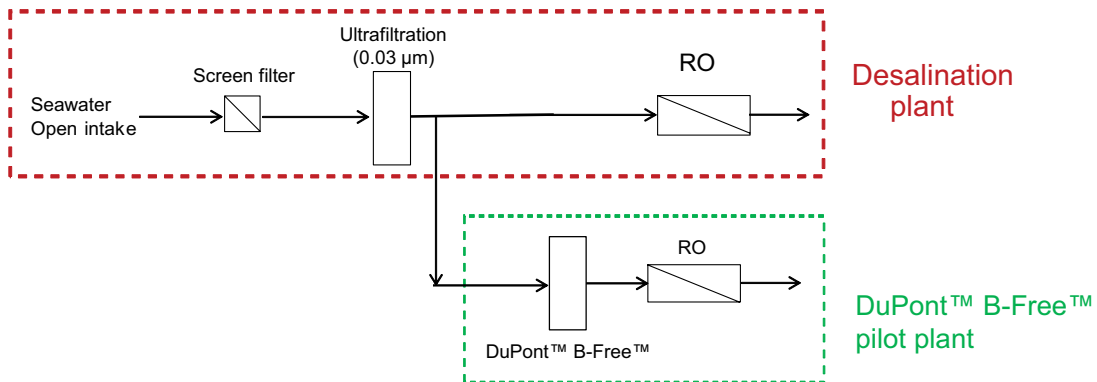 Ultrafiltration
(0.03 µm)
Screen filter
RO
Seawater
Open intake
Desalination
plant
RO
DuPont™ B-Free™
DuPont™ B-Free™
pilot plant